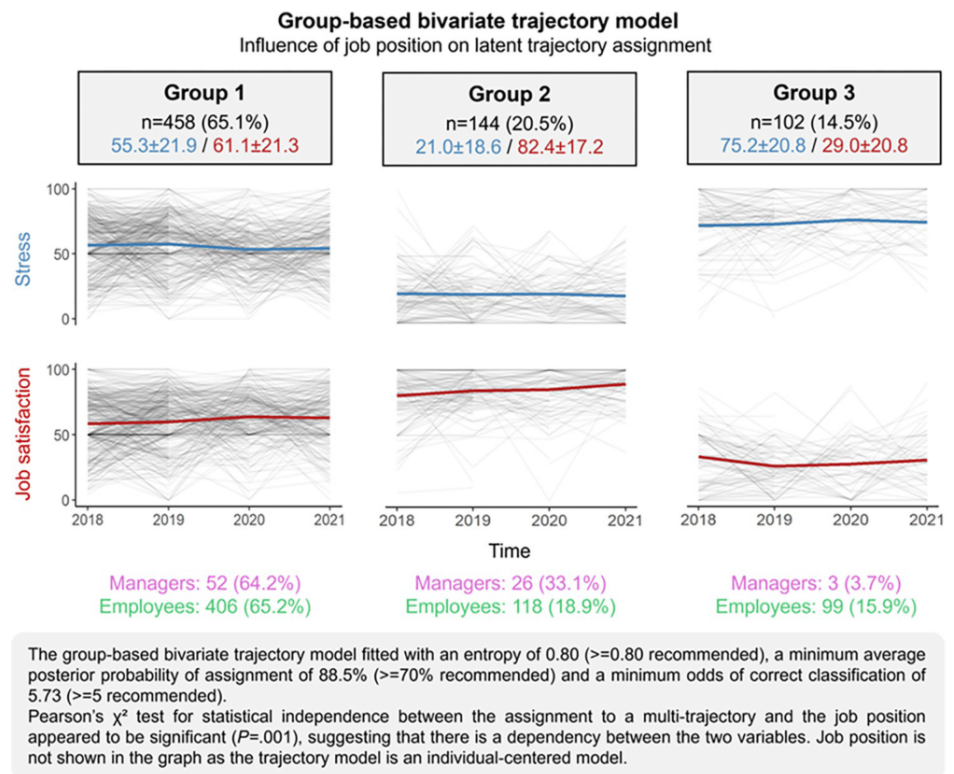 Group-based bivariate trajectory model
Influence of job position on latent trajectory assignment
Group 1
n=458 (65.1%)
55.3±21.9 / 61.1±21.3
Group 2
n=144 (20.5%)
21.0±18.6 / 82.4±17.2
Group 3
n=102 (14.5%)
75.2±20.8 / 29.0±20.8
Stress
100
50
0
Job satisfaction
100
50
0
2018 2019 2020 2021
2018 2019 2020 2021
2018 2019 2020 2021
Time
Managers: 52 (64.2%)
Employees: 406 (65.2%)
Managers: 26 (33.1%)
Employees: 118 (18.9%)
Managers: 3 (3.7%)
Employees: 99 (15.9%)
The group-based bivariate trajectory model fitted with an entropy of 0.80 (>=0.80 recommended), a minimum average
posterior probability of assignment of 88.5% (>=70% recommended) and a minimum odds of correct classification of
5.73 (>=5 recommended).
Pearson's χ² test for statistical independence between the assignment to a multi-trajectory and the job position
appeared to be significant (P=.001), suggesting that there is a dependency between the two variables. Job position is
not shown in the graph as the trajectory model is an individual-centered model.